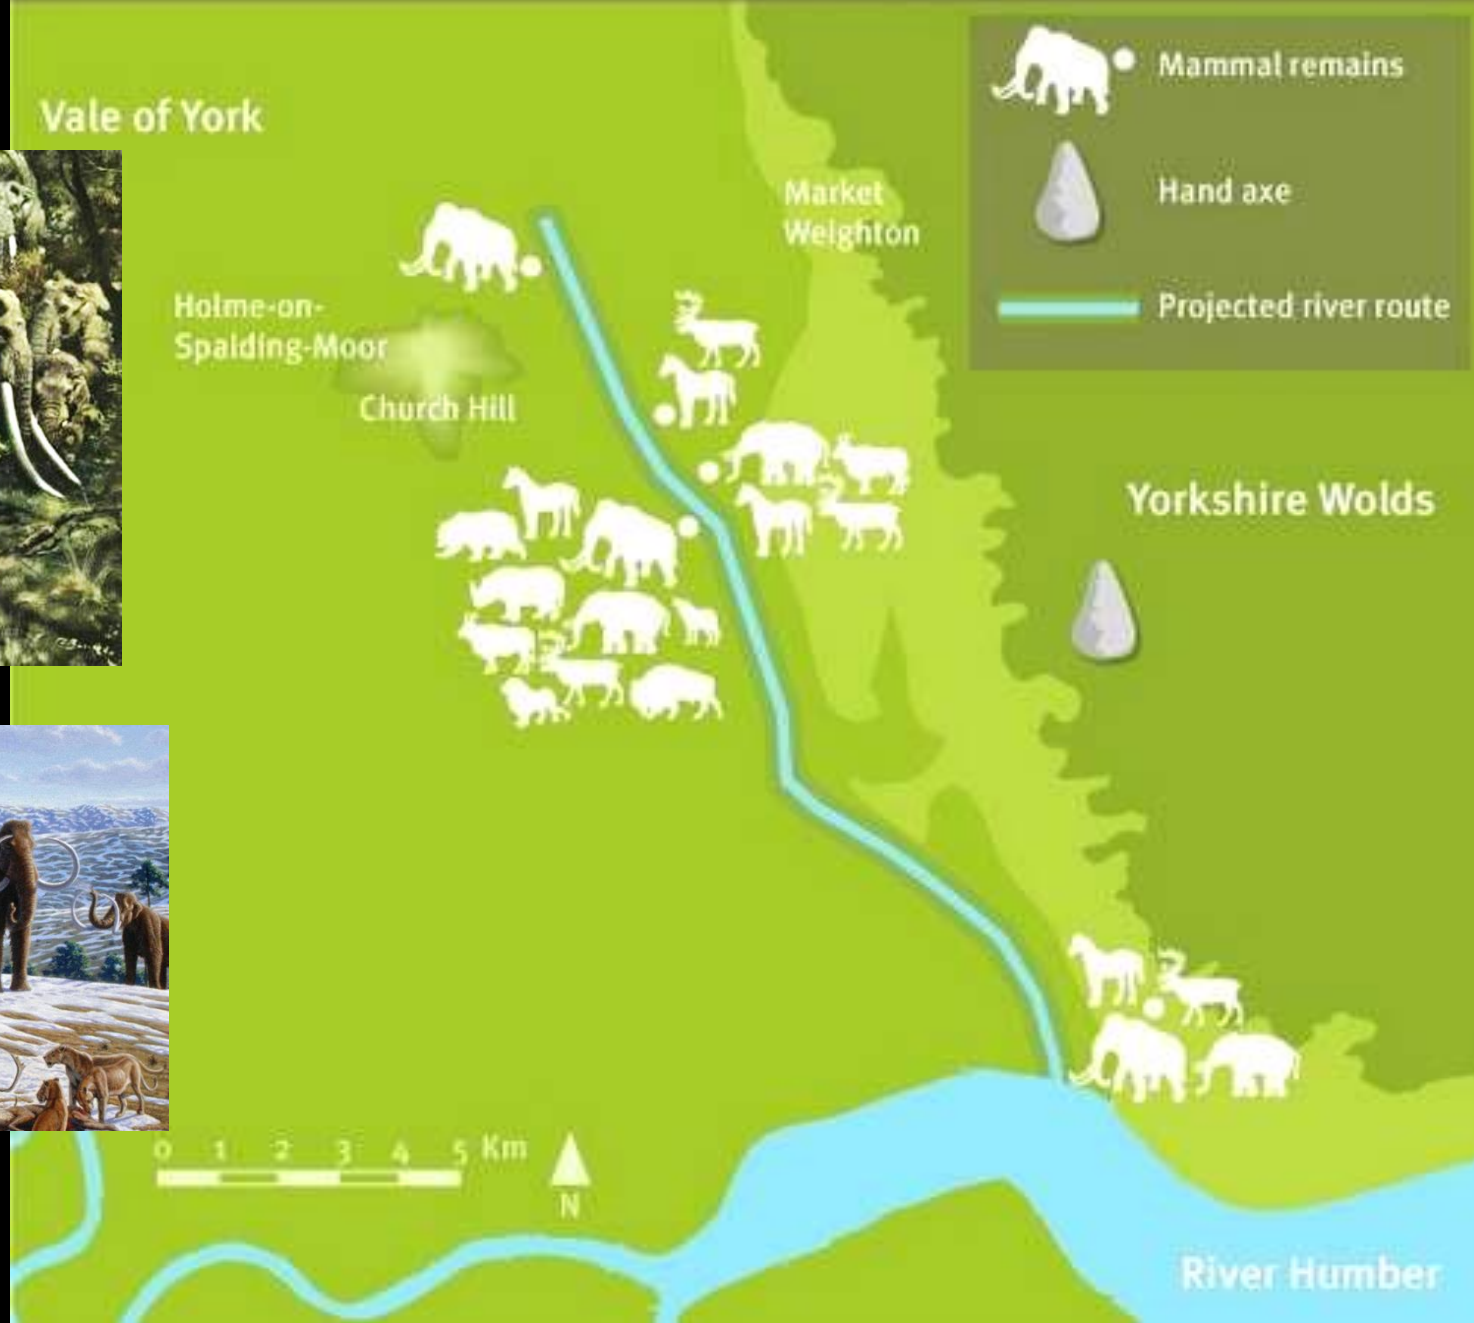 Vale of York
Mammal remains
Hand axe
Projected river route
Market
Weighton
Holme-on-
Spalding-Moor
Church Hill
Yorkshire Wolds
0 1 2 3 4 5 Km
N
River Humber